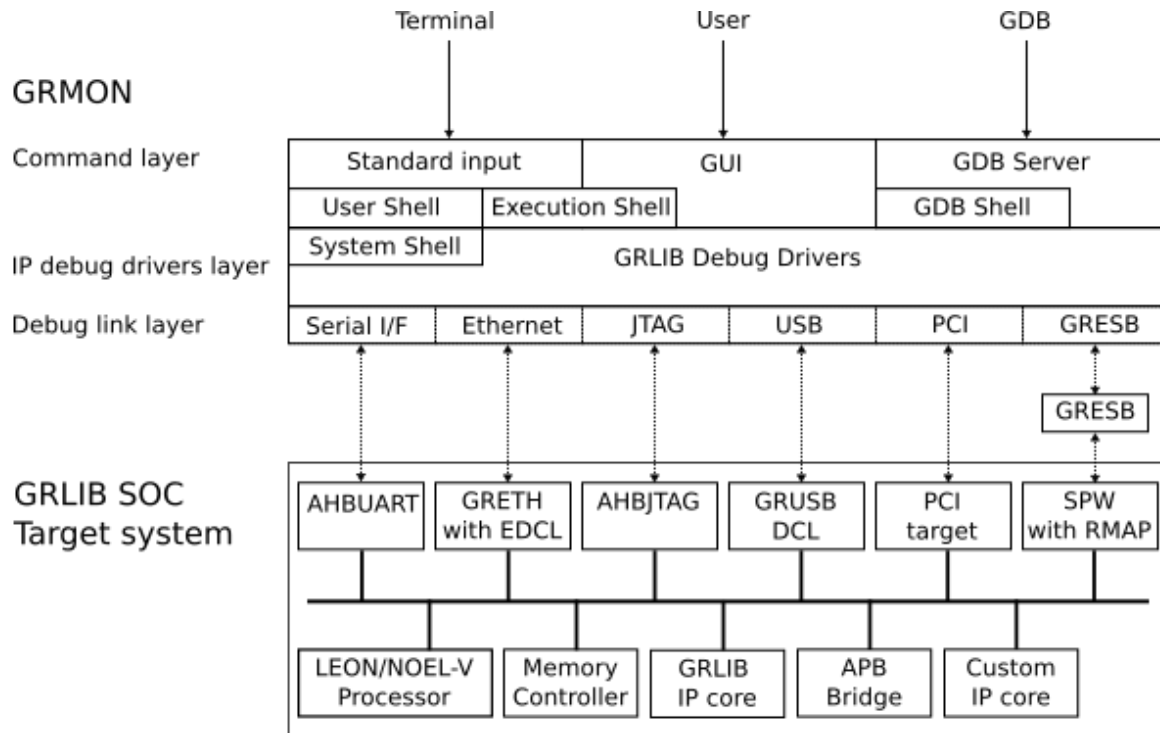 Terminal User GDB
GRMON
Command layer Standard input GUI GDB Server
User Shell Execution Shell GDB Shell
System Shell
IP debug drivers layer GRLIB Debug Drivers
Debug link layer Serial I/F Ethernet JTAG USB PCI GRESB
GRESB
GRLIB SOC
Target system
AHBUART
GRETH
with EDCL
AHBJTAG
GRUSB
DCL
PCI
target
SPW
with RMAP
LEON/NOEL-V
Processor
Memory
Controller
GRLIB
IP core
APB
Bridge
Custom
IP core